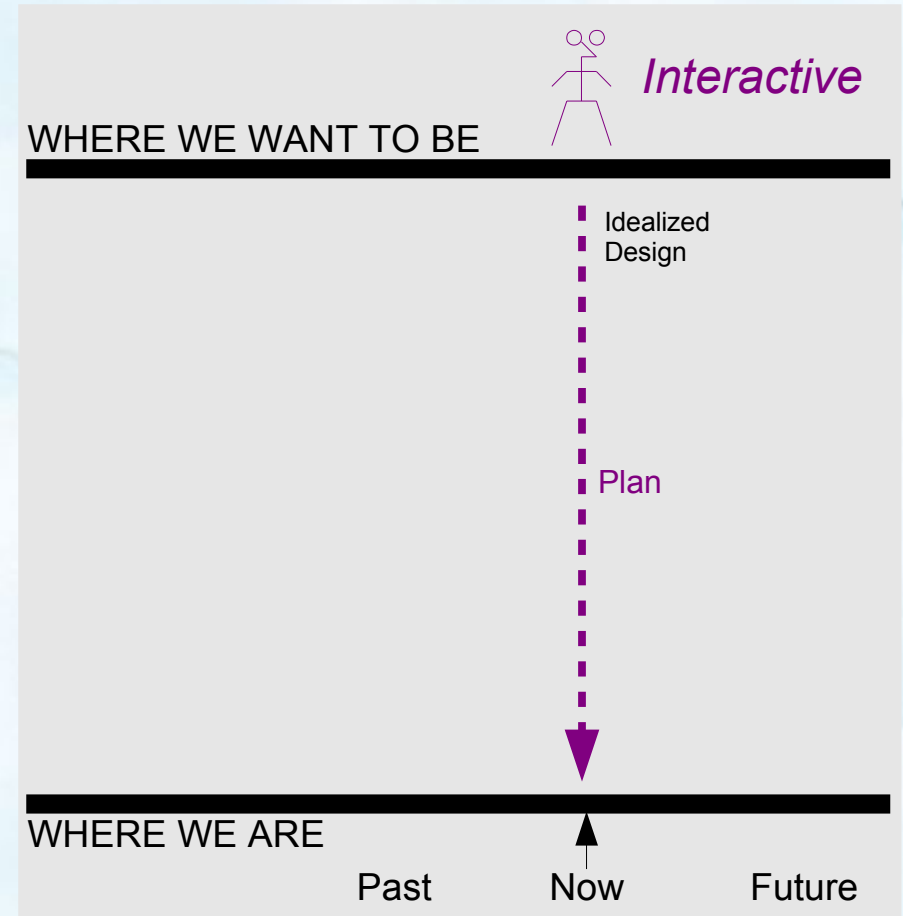 Interactive
WHERE WE WANT TO BE
Idealized
Design
Plan
WHERE WE ARE
Past Now Future